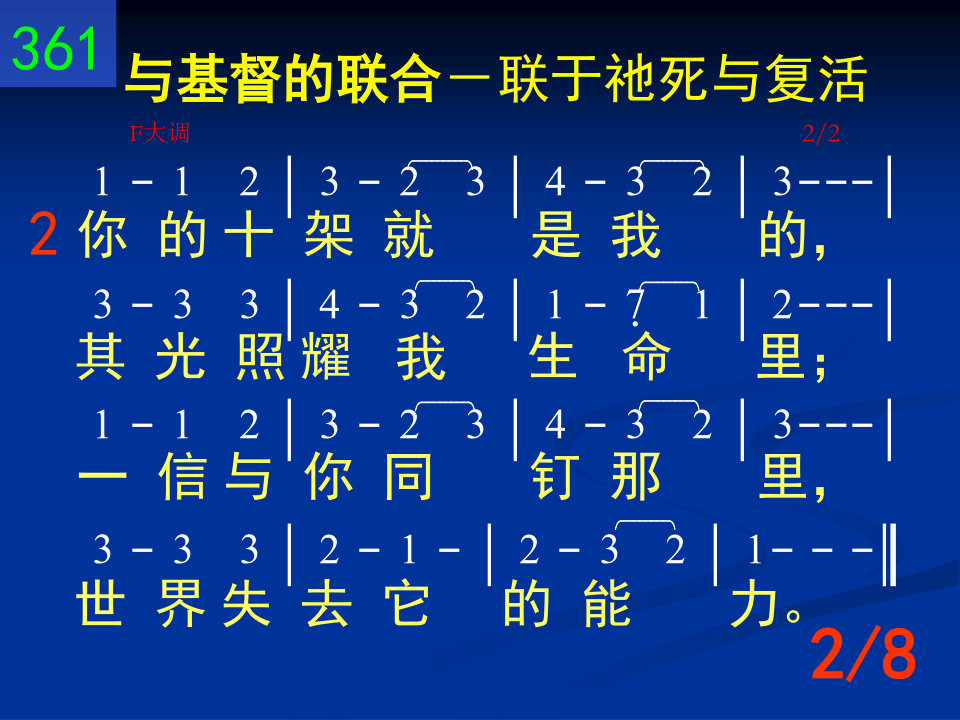 361
与基督的联合－联于祂死与复活
F大调 2/2
1 - 1 2 | 3 - 2 3 | 4 - 3 2 | 3 - - - |
2 你 的 十 架 就 是 我 的，
3 - 3 3 | 4 - 3 2 | 1 - 7̣ 1 | 2 - - - |
其 光 照 耀 我 生 命 里；
1 - 1 2 | 3 - 2 3 | 4 - 3 2 | 3 - - - |
一 信 与 你 同 钉 那 里，
3 - 3 3 | 2 - 1 - | 2 - 3 2 | 1 - - - ‖
世 界 失 去 它 的 能 力。
2/8